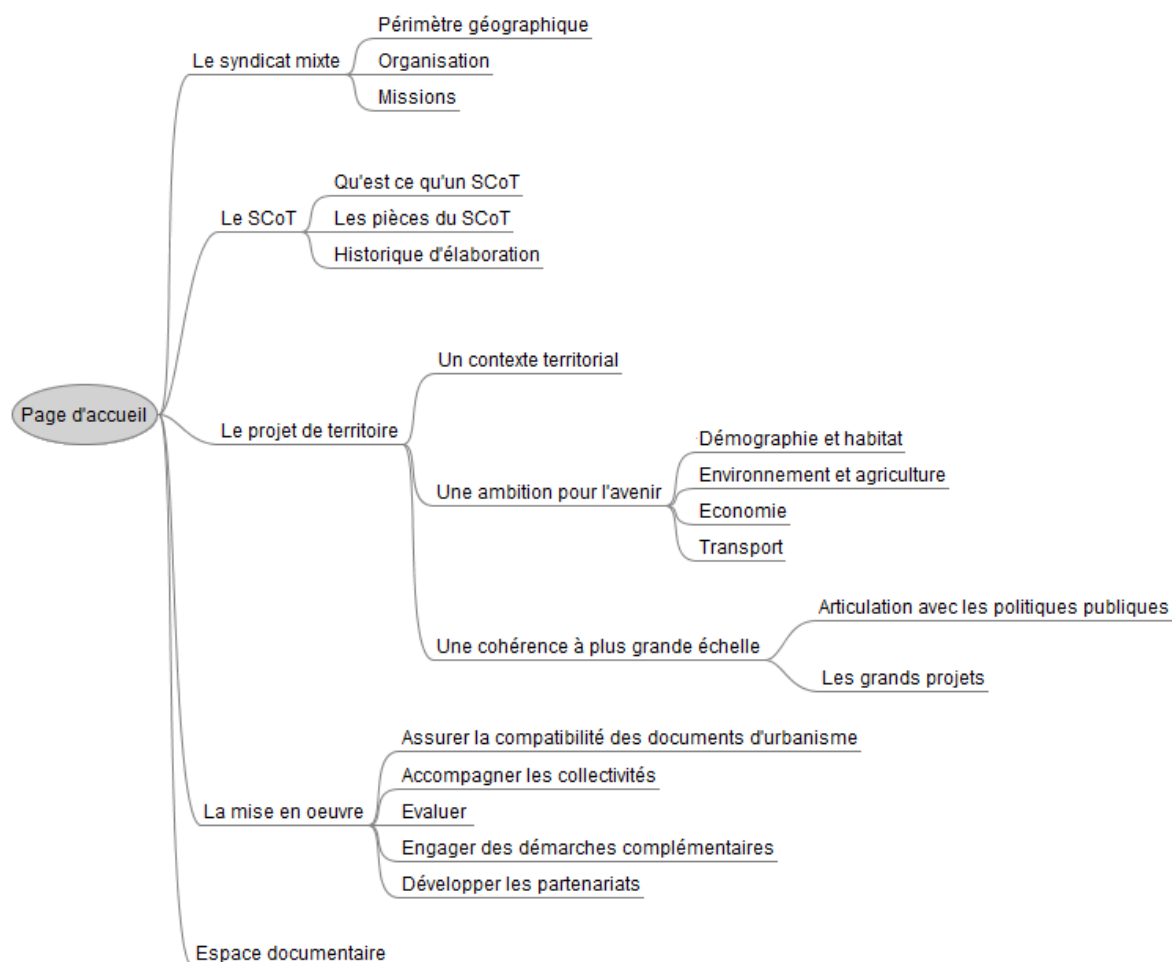 Page d'accueil
Le syndicat mixte
Périmètre géographique
Organisation
Missions
Le SCoT
Qu'est ce qu'un SCoT
Les pièces du SCoT
Historique d'élaboration
Le projet de territoire
Un contexte territorial
Une ambition pour l'avenir
Démographie et habitat
Environnement et agriculture
Economie
Transport
Une cohérence à plus grande échelle
Articulation avec les politiques publiques
Les grands projets
La mise en oeuvre
Assurer la compatibilité des documents d'urbanisme
Accompagner les collectivités
Evaluer
Engager des démarches complémentaires
Développer les partenariats
Espace documentaire